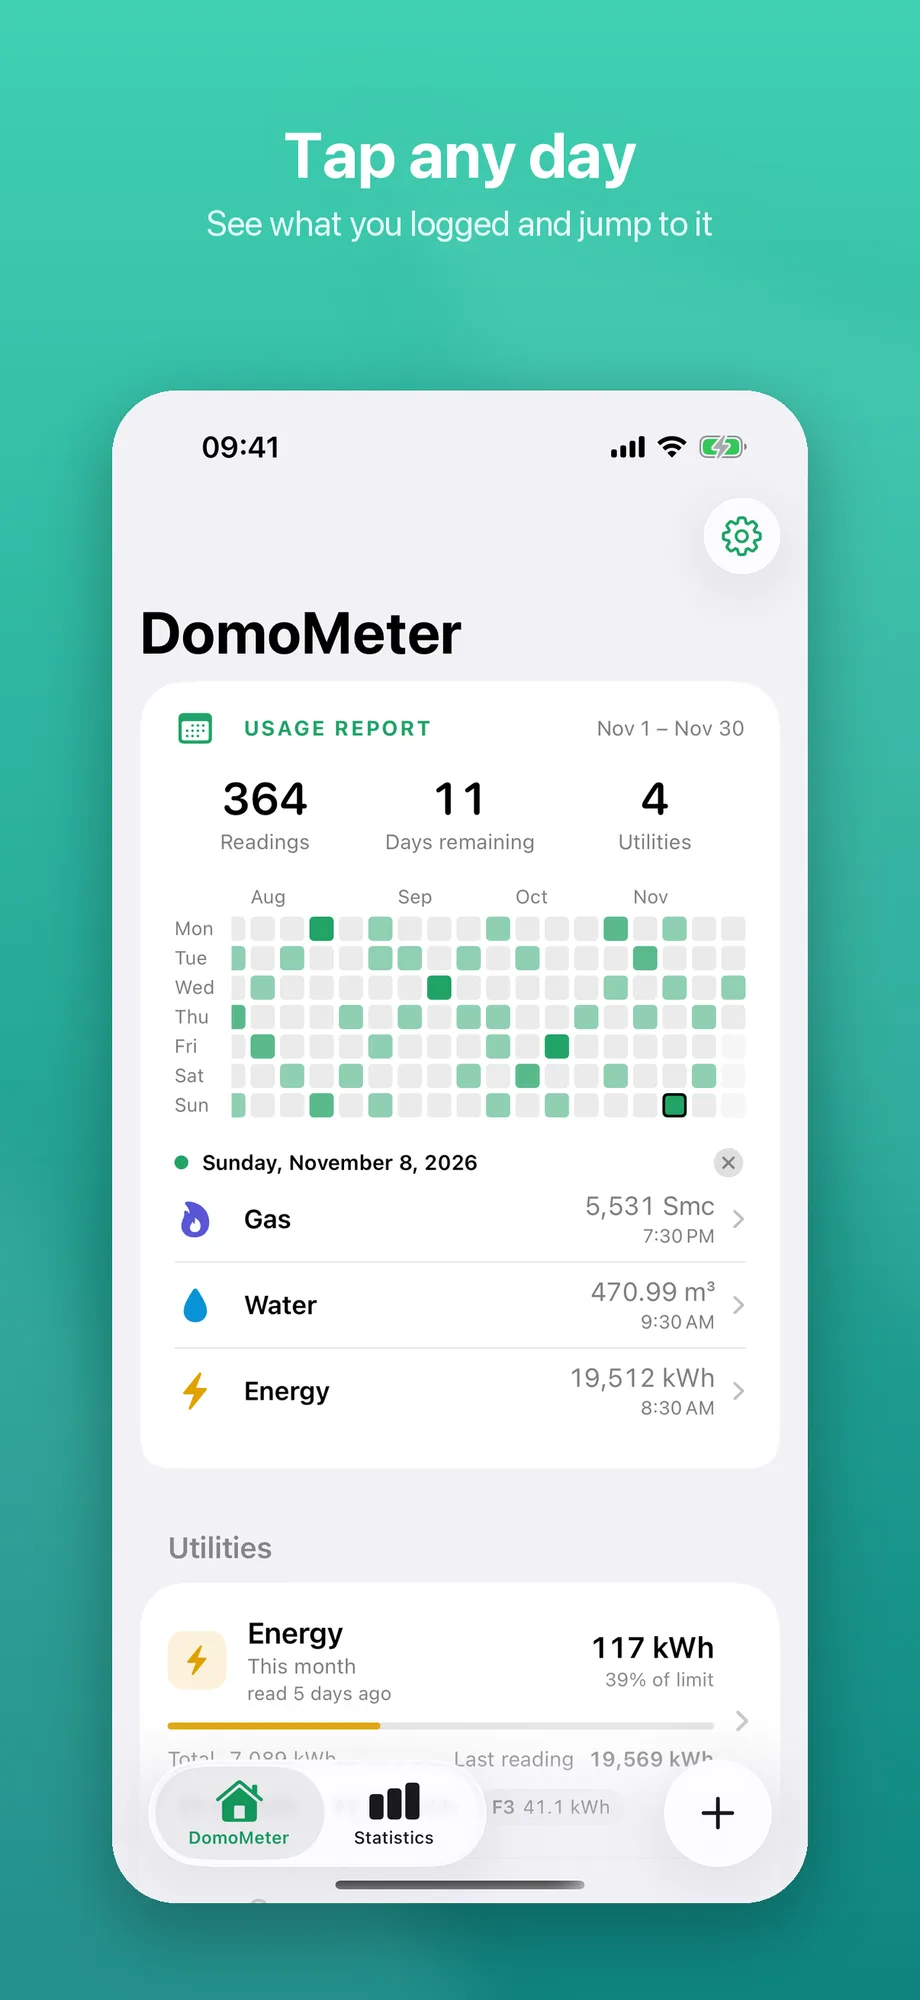 Tap any day
See what you logged and jump to it
09:41
DomoMeter
USAGE REPORT
Nov 1 – Nov 30
364 11 4
Readings Days remaining Utilities
Aug Sep Oct Nov
Mon
Tue
Wed
Thu
Fri
Sat
Sun
Sunday, November 8, 2026
Gas 5,531 Smc
7:30 PM
Water 470.99 m³
9:30 AM
Energy 19,512 kWh
8:30 AM
Utilities
Energy 117 kWh
This month 39% of limit
read 5 days ago
Total 7,089 kWh Last reading 19,569 kWh
F3 41.1 kWh
DomoMeter Statistics